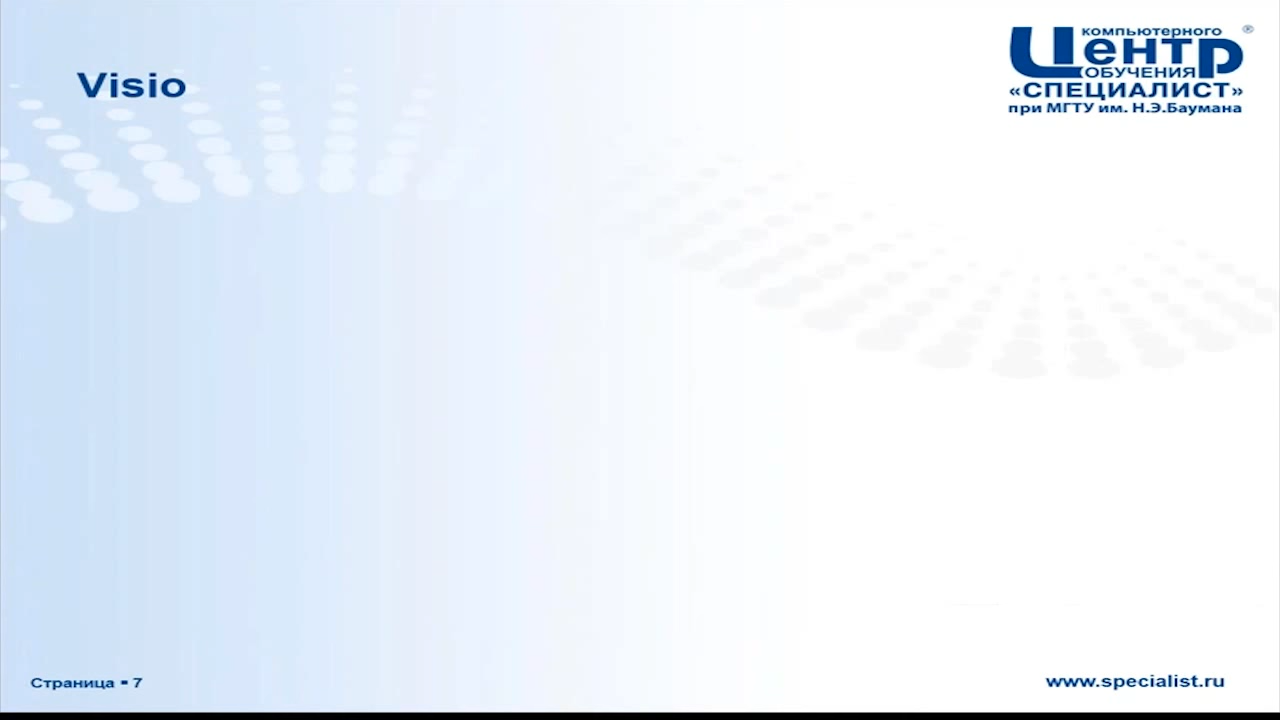 Visio
компьютерного
Центр
ОБУЧЕНИЯ
«СПЕЦИАЛИСТ»
при МГТУ им. Н.Э.Баумана
®
Страница ▪ 7
www.specialist.ru